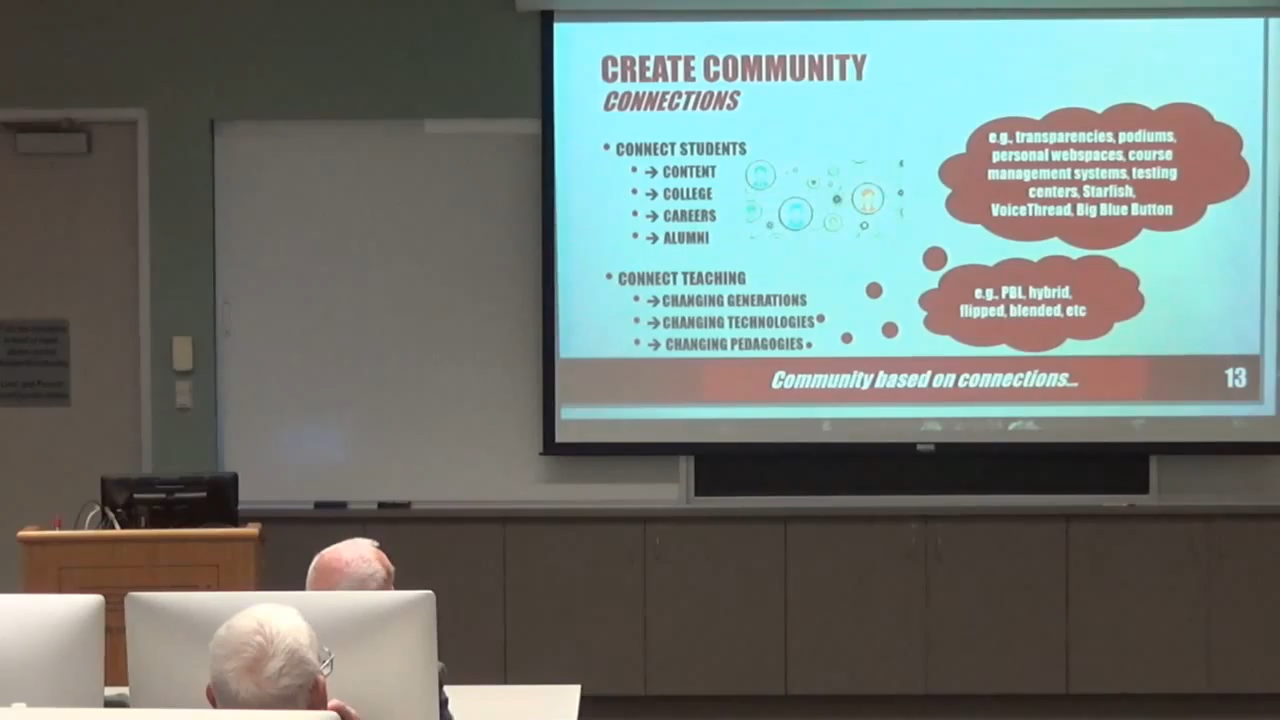 CREATE COMMUNITY
CONNECTIONS
• CONNECT STUDENTS
• → CONTENT
• → COLLEGE
• → CAREERS
• → ALUMNI
• CONNECT TEACHING
• → CHANGING GENERATIONS
• → CHANGING TECHNOLOGIES
• → CHANGING PEDAGOGIES
e.g., transparencies, podiums,
personal webspaces, course
management systems, testing
centers, Starfish,
VoiceThread, Big Blue Button
e.g., PBL, hybrid,
flipped, blended, etc
Community based on connections...
13